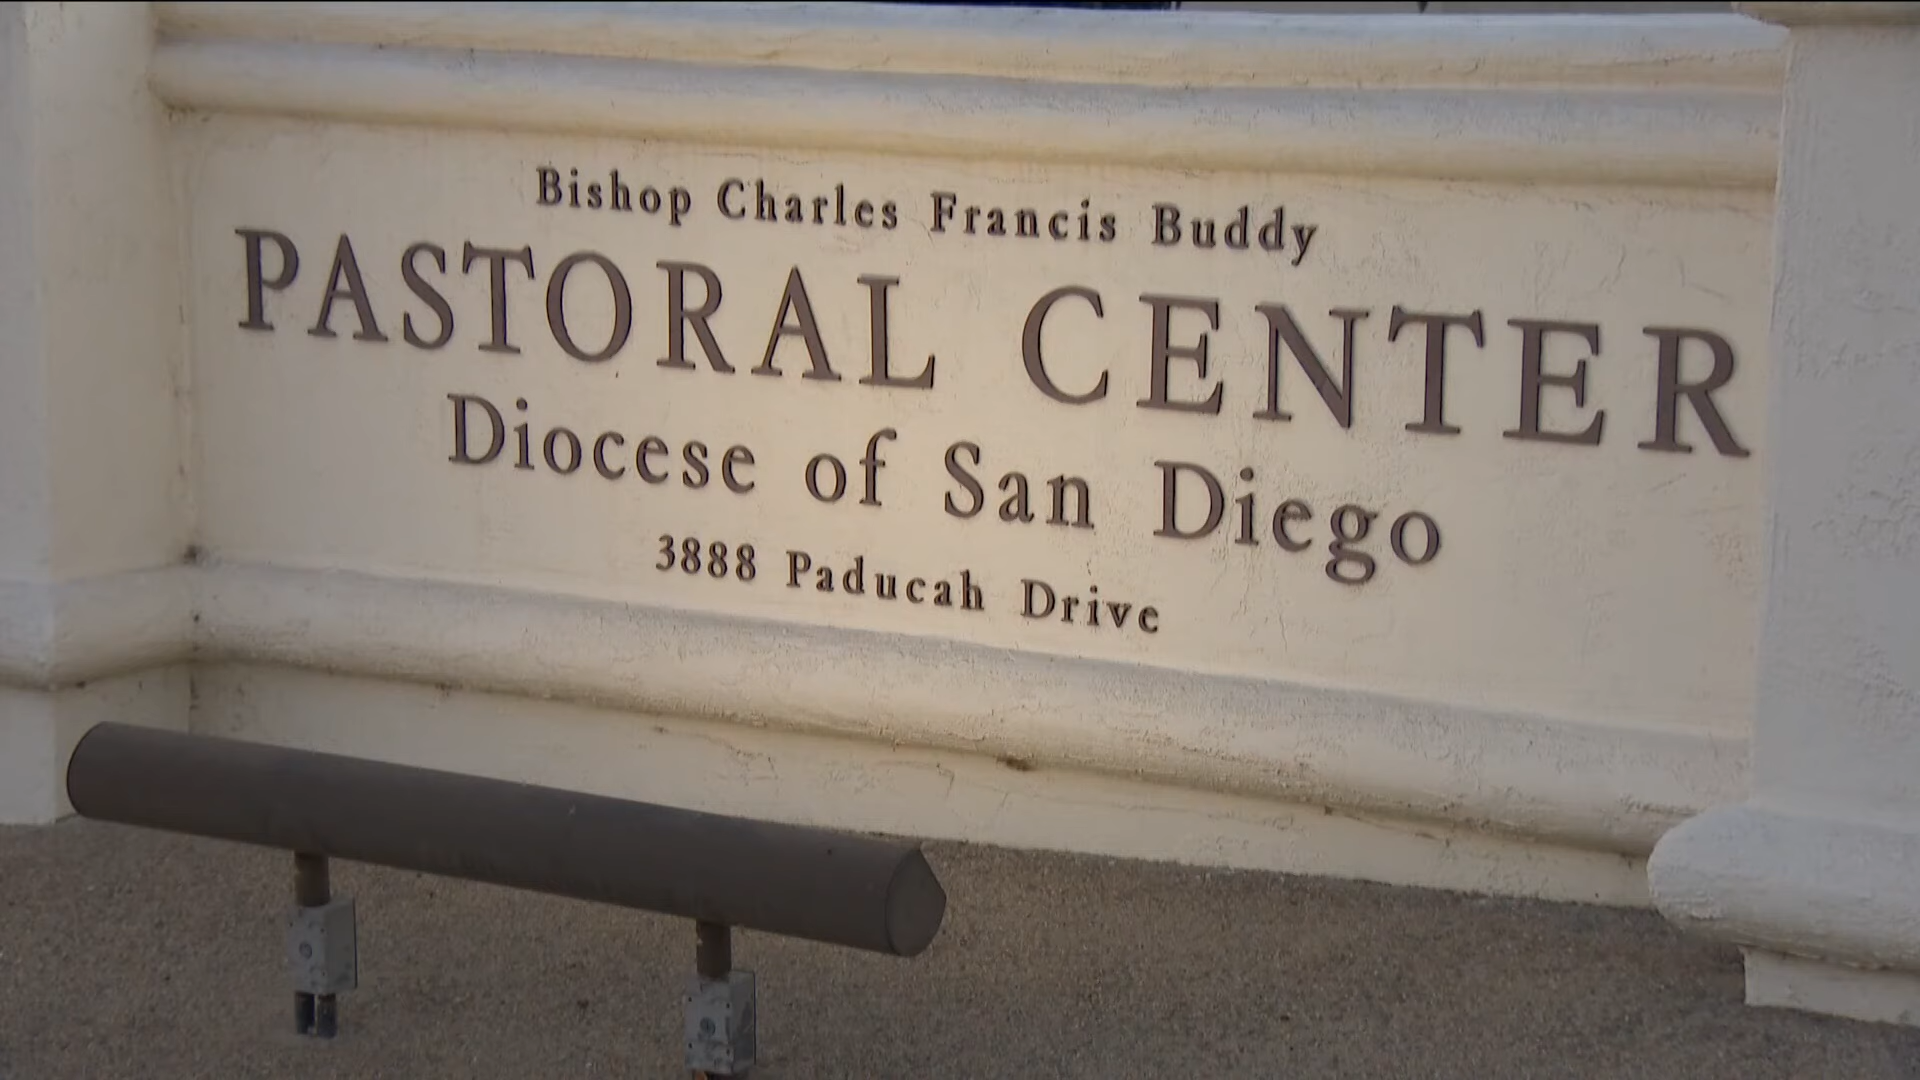 Bishop Charles Francis Buddy
PASTORAL CENTER
Diocese of San Diego
3888 Paducah Drive